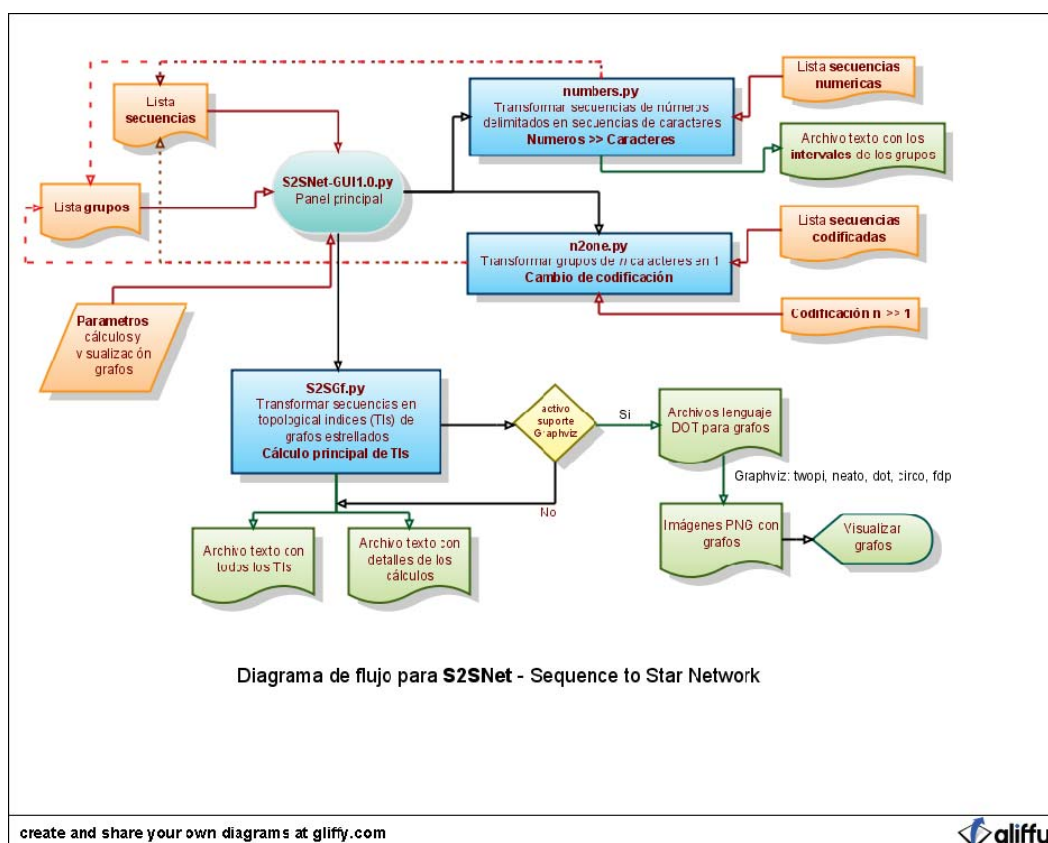 numbers.py
Transformar secuencias de números
delimitados en secuencias de caracteres
Numeros >> Caracteres
Lista secuencias
numericas
Lista
secuencias
Archivo texto con los
intervales de los grupos
S2SNet-GUI1.0.py
Panel principal
Lista grupos
Lista secuencias
codificadas
n2one.py
Transformar grupos de n caracteres en 1
Cambio de codificación
Codificación n >> 1
Parametros
cálculos y
visualización
grafos
S2SGf.py
Transformar secuencias en
topological indices (TIs) de
grafos estrellados
Cálculo principal de TIs
activo
suporte
Graphviz
Si
Archivos lenguaje
DOT para grafos
Graphviz: twopi, neato, dot, circo, fdp
No
Imágenes PNG con
grafos
Visualizar
grafos
Archivo texto con
todos los TIs
Archivo texto con
detalles de los
cálculos
Diagrama de flujo para S2SNet - Sequence to Star Network
create and share your own diagrams at gliffy.com
gliffy